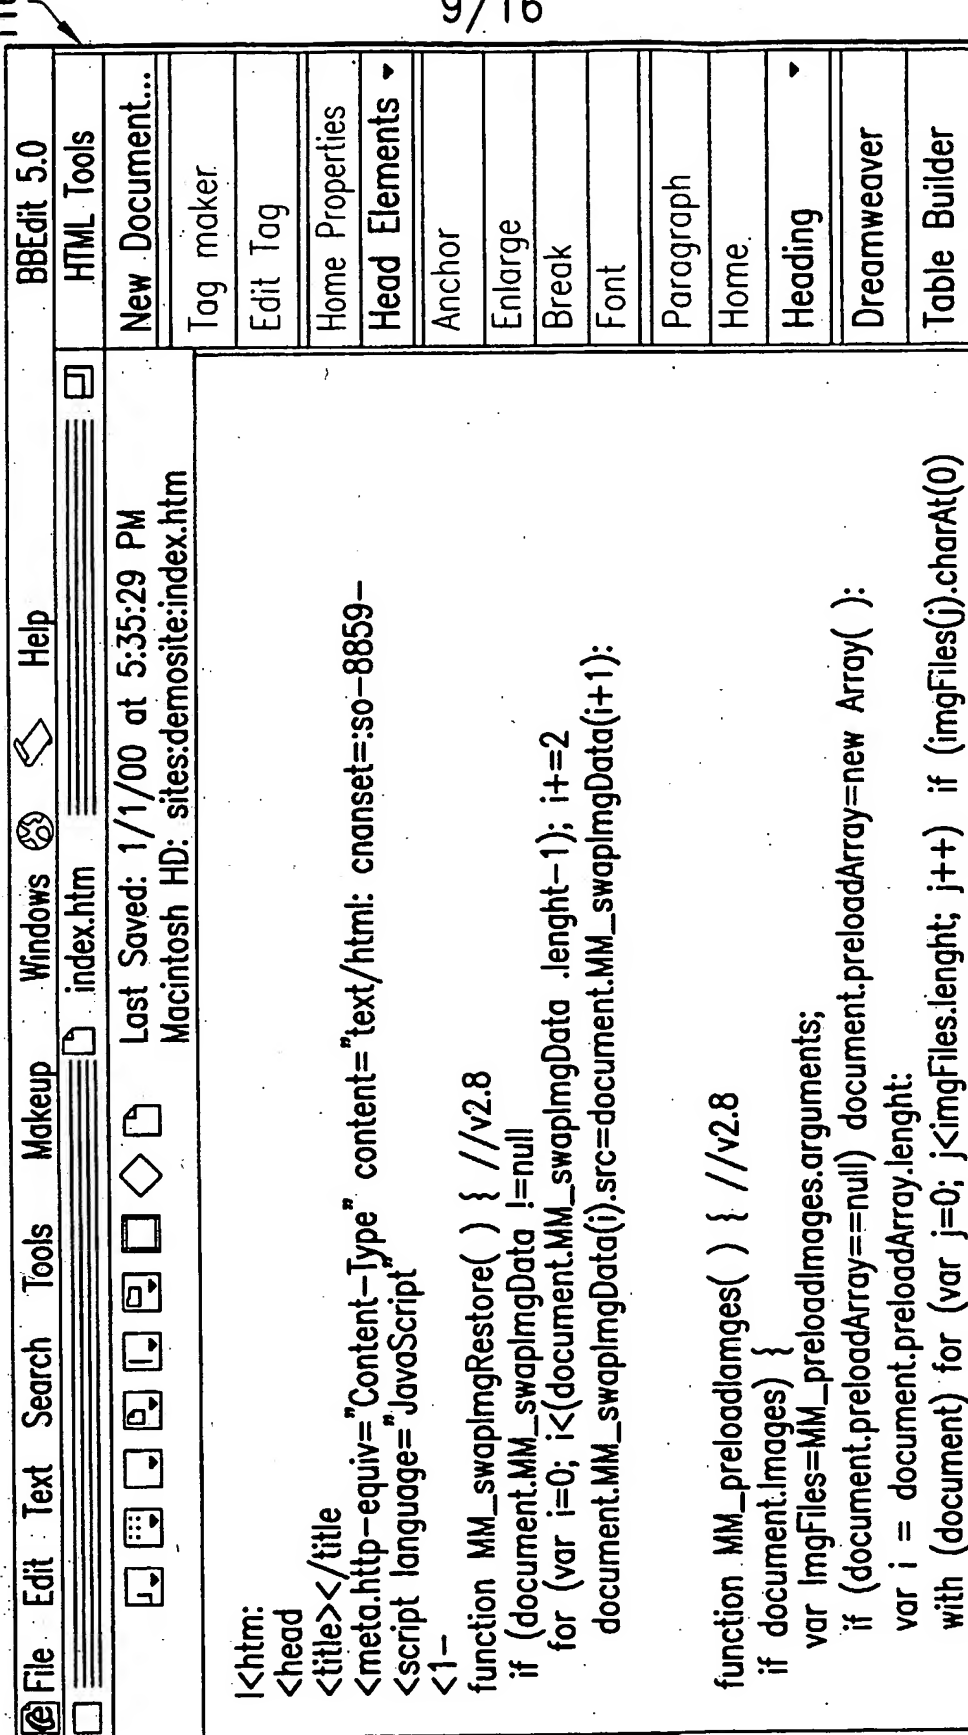 9/16
File Edit Text Search Tools Makeup Windows Help BBEdit 5.0
index.htm
HTML Tools
Last Saved: 1/1/00 at 5:35:29 PM
Macintosh HD: sites:demosite:index.htm
New Document...
Tag maker
Edit Tag
Home Properties
Head Elements
Anchor
Enlarge
Break
Font
Paragraph
Home
Heading
Dreamweaver
Table Builder
I<htm:
<head
<title></title
<meta.http-equiv="Content-Type" content="text/html: cnanset=:so-8859-
<script language="JavaScript"
<1-
function MM_swapImgRestore( ) { //v2.8
if (document.MM_swapImgData !=null
for (var i=0; i<(document.MM_swapImgData .lenght-1); i+=2
document.MM_swapImgData(i).src=document.MM_swapImgData(i+1):
function MM_preloadIamges( ) { //v2.8
if document.Images) {
var ImgFiles=MM_preloadImages.arguments;
if (document.preloadArray==null) document.preloadArray=new Array( ):
var i = document.preloadArray.lenght:
with (document) for (var j=0; j<imgFiles.lenght; j++) if (imgFiles(j).charAt(0)